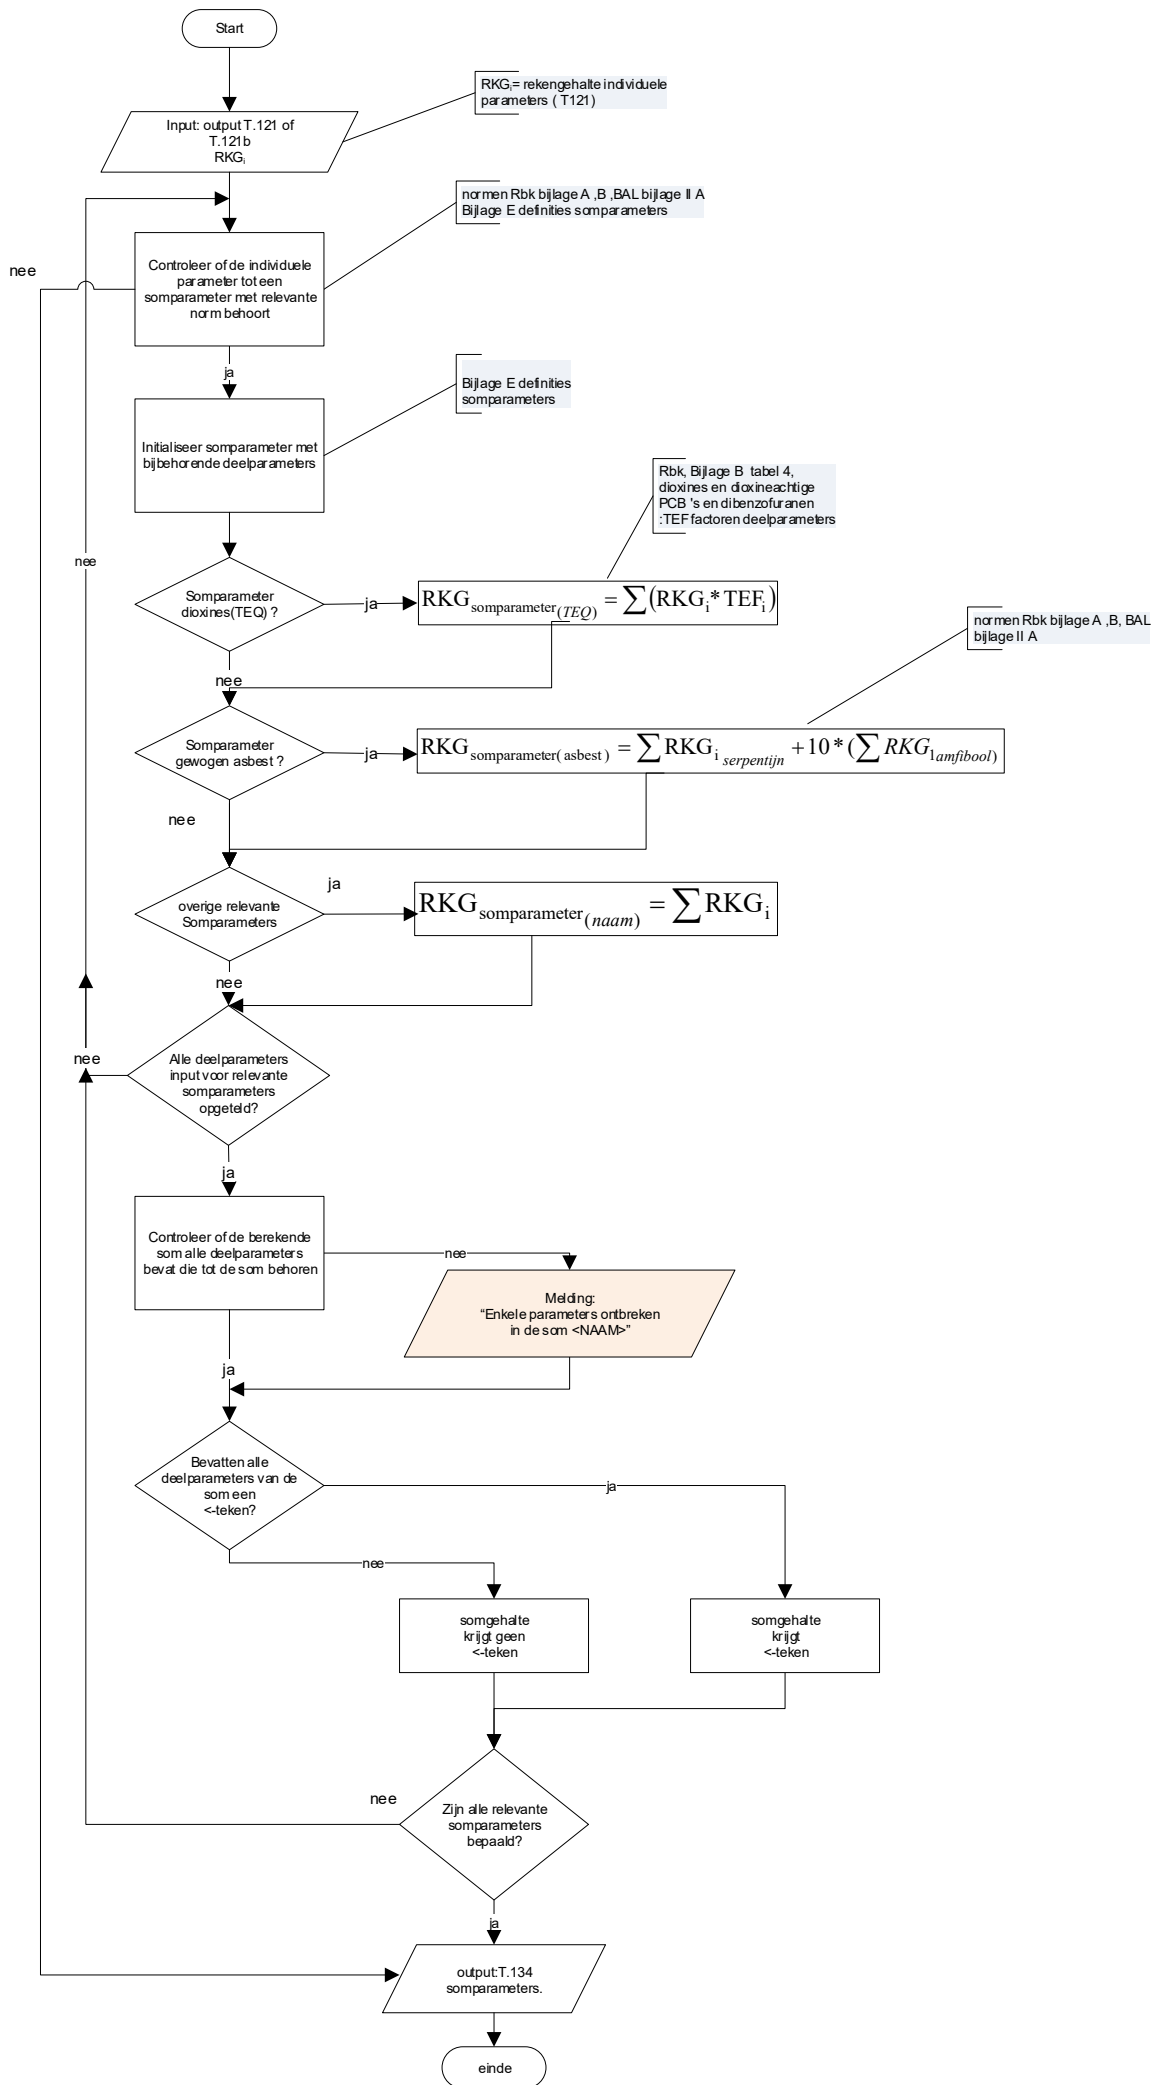 Start
RKGi= rekengehalte individuele
parameters ( T121)
Input: output T.121 of
T.121b
RKGi
normen Rbk bijlage A ,B ,BAL bijlage II A
Bijlage E definities somparameters
nee
Controleer of de individuele
parameter tot een
somparameter met relevante
norm behoort
ja
Bijlage E definities
somparameters
Initialiseer somparameter met
bijbehorende deelparameters
Rbk, Bijlage B tabel 4,
dioxines en dioxineachtige
PCB 's en dibenzofuranen
:TEF factoren deelparameters
nee
Somparameter
dioxines(TEQ) ?
ja
RKGsomparameter(TEQ) = ∑(RKGi* TEFi)
normen Rbk bijlage A ,B, BAL
bijlage II A
nee
Somparameter
gewogen asbest ?
ja
RKGsomparameter(asbest) = ∑ RKGi serpentijn +10 * (∑ RKG1amfibool)
nee
ja
overige relevante
Somparameters
RKGsomparameter(naam) = ∑ RKGi
nee
nee
Alle deelparameters
input voor relevante
somparameters
opgeteld?
ja
Controleer of de berekende
som alle deelparameters
bevat die tot de som behoren
nee
Melding:
“Enkele parameters ontbreken
in de som <NAAM>”
ja
Bevatten alle
deelparameters van de
som een
<-teken?
ja
nee
somgehalte
krijgt geen
<-teken
somgehalte
krijgt
<-teken
nee
Zijn alle relevante
somparameters
bepaald?
ja
output:T.134
somparameters.
einde